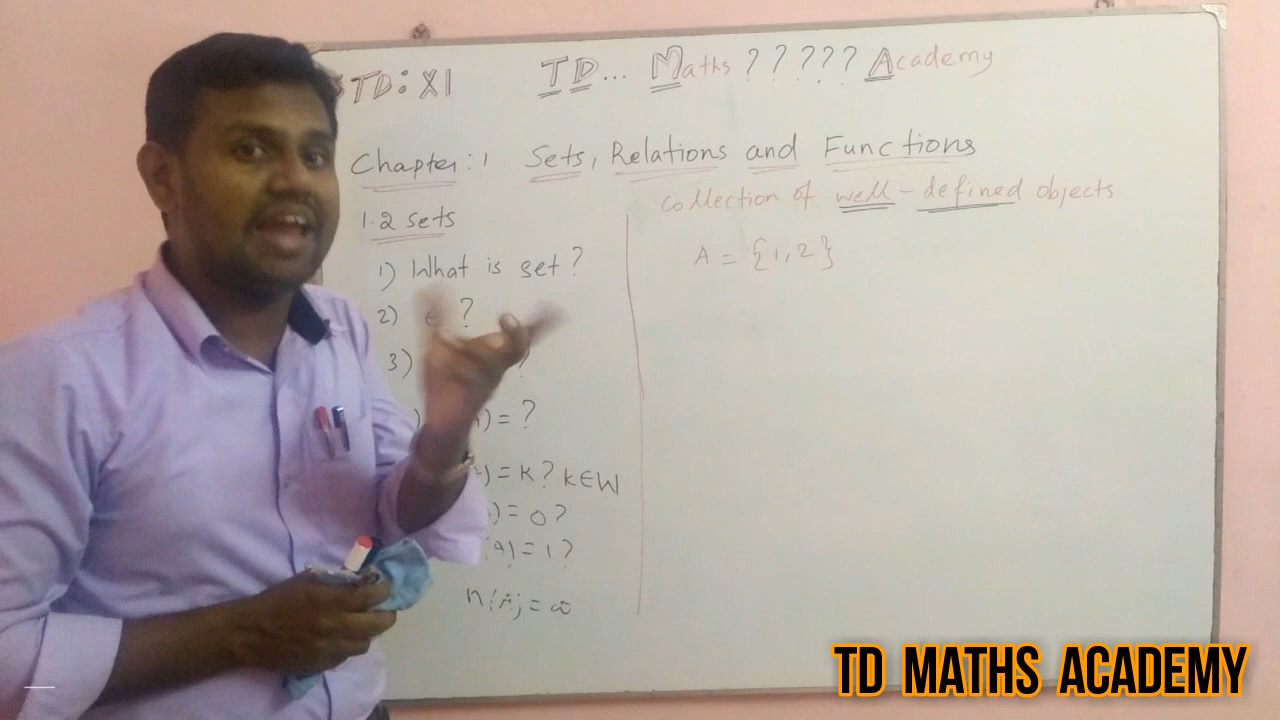 STD: XI TD... Maths ????? Academy
Chapter: 1 Sets, Relations and Functions
collection of well-defined objects
1.2 sets
1) What is set?
2) ?
3) ?
) = ?
) = K? K∈W
) = 0?
(A) = 1?
n(A) = ∞
A = {1, 2}
TD MATHS ACADEMY